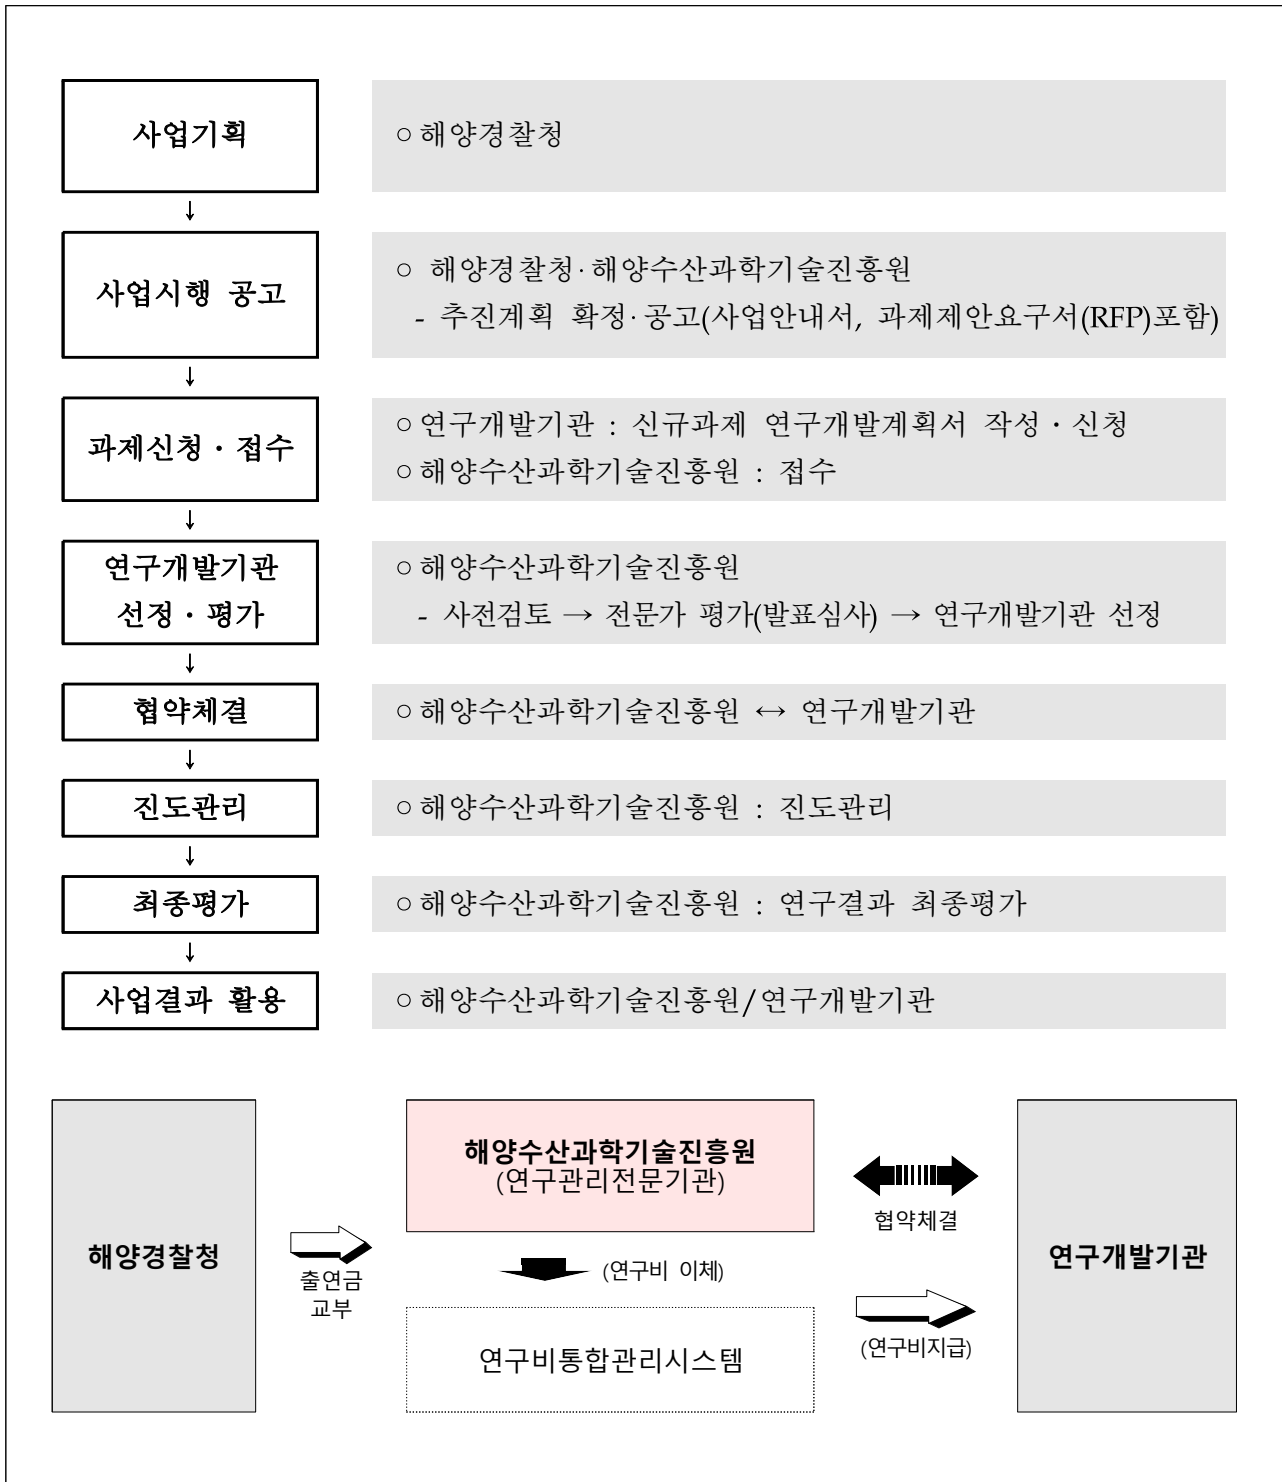 사업기획
○ 해양경찰청
↓
사업시행 공고
○ 해양경찰청·해양수산과학기술진흥원
- 추진계획 확정·공고(사업안내서, 과제제안요구서(RFP)포함)
↓
과제신청·접수
○ 연구개발기관 : 신규과제 연구개발계획서 작성·신청
○ 해양수산과학기술진흥원 : 접수
↓
연구개발기관
선정·평가
○ 해양수산과학기술진흥원
- 사전검토 → 전문가 평가(발표심사) → 연구개발기관 선정
↓
협약체결
○ 해양수산과학기술진흥원 ↔ 연구개발기관
↓
진도관리
○ 해양수산과학기술진흥원 : 진도관리
↓
최종평가
○ 해양수산과학기술진흥원 : 연구결과 최종평가
↓
사업결과 활용
○ 해양수산과학기술진흥원/연구개발기관
해양경찰청
출연금
교부
해양수산과학기술진흥원
(연구관리전문기관)
(연구비 이체)
연구비통합관리시스템
협약체결
(연구비지급)
연구개발기관